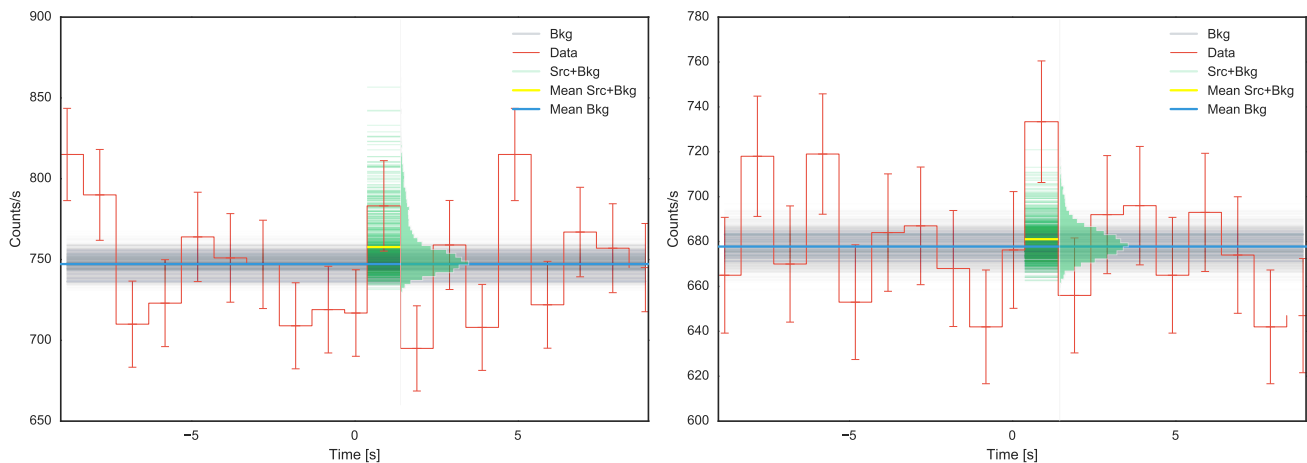 900
850
800
750
700
650
Counts/s
−5
0
5
Time [s]
Bkg
Data
Src+Bkg
Mean Src+Bkg
Mean Bkg
780
760
740
720
700
680
660
640
620
600
Counts/s
−5
0
5
Time [s]
Bkg
Data
Src+Bkg
Mean Src+Bkg
Mean Bkg